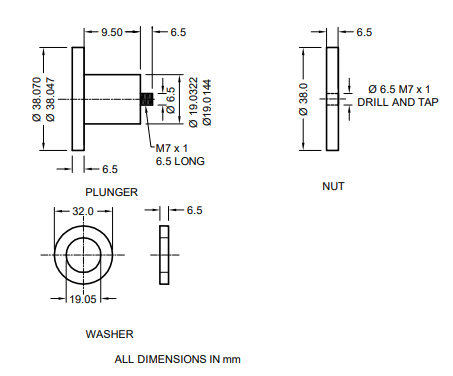 9.50
6.5
6.5
Ø 38.070
Ø 38.047
Ø 6.5
Ø 19.0322
Ø19.0144
Ø 38.0
Ø 6.5 M7 x 1
DRILL AND TAP
M7 x 1
6.5 LONG
6.5
PLUNGER
NUT
32.0
6.5
19.05
WASHER
ALL DIMENSIONS IN mm